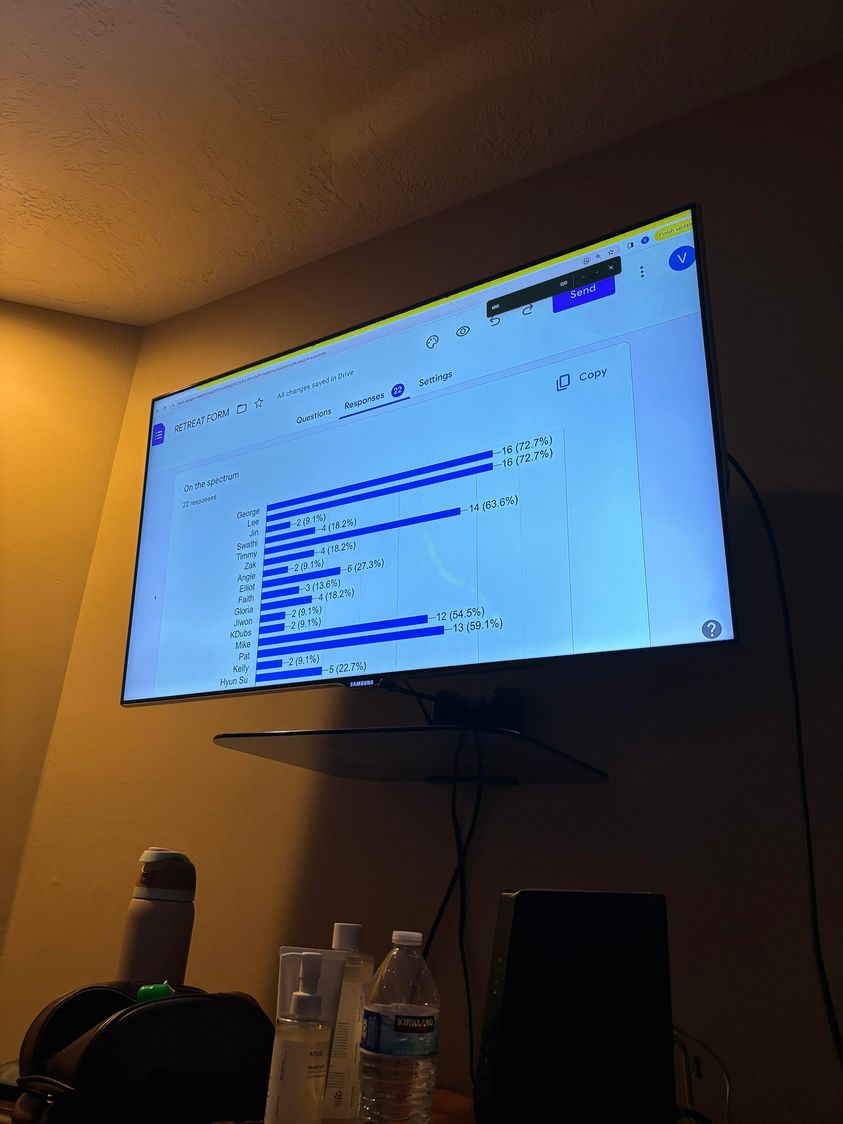 shit 0/0
Send
V
All changes saved in Drive
RETREAT FORM
Questions Responses 22 Settings
Copy
On the spectrum
22 responses
George 16 (72.7%)
Lee 16 (72.7%)
Jin 2 (9.1%)
Swathi 4 (18.2%)
Timmy 14 (63.6%)
Zak 4 (18.2%)
Angie 2 (9.1%)
Elliot 6 (27.3%)
Faith 3 (13.6%)
Gloria 4 (18.2%)
Jiwon 2 (9.1%)
KDubs 2 (9.1%)
Mike 12 (54.5%)
Pat 13 (59.1%)
Kelly 2 (9.1%)
Hyun Su 5 (22.7%)
?
SAMSUNG
KIRKLAND